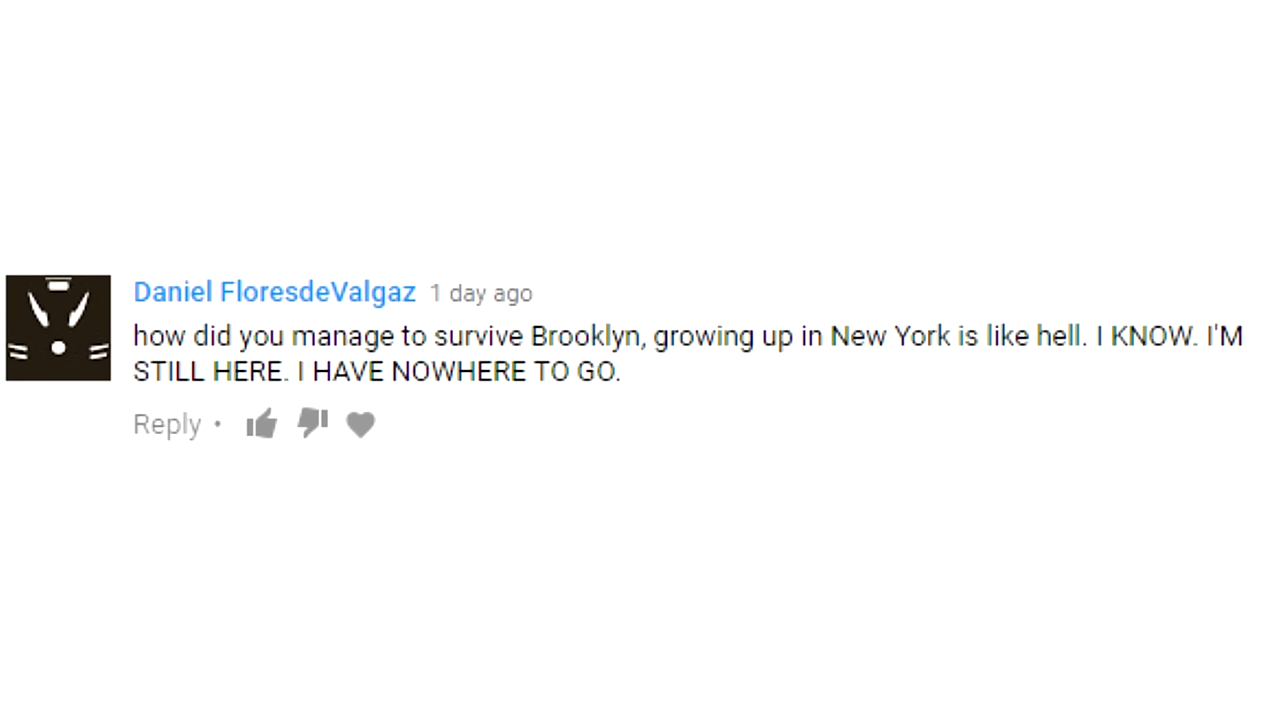 Daniel FloresdeValgaz 1 day ago
how did you manage to survive Brooklyn, growing up in New York is like hell. I KNOW. I'M
STILL HERE. I HAVE NOWHERE TO GO.
Reply •